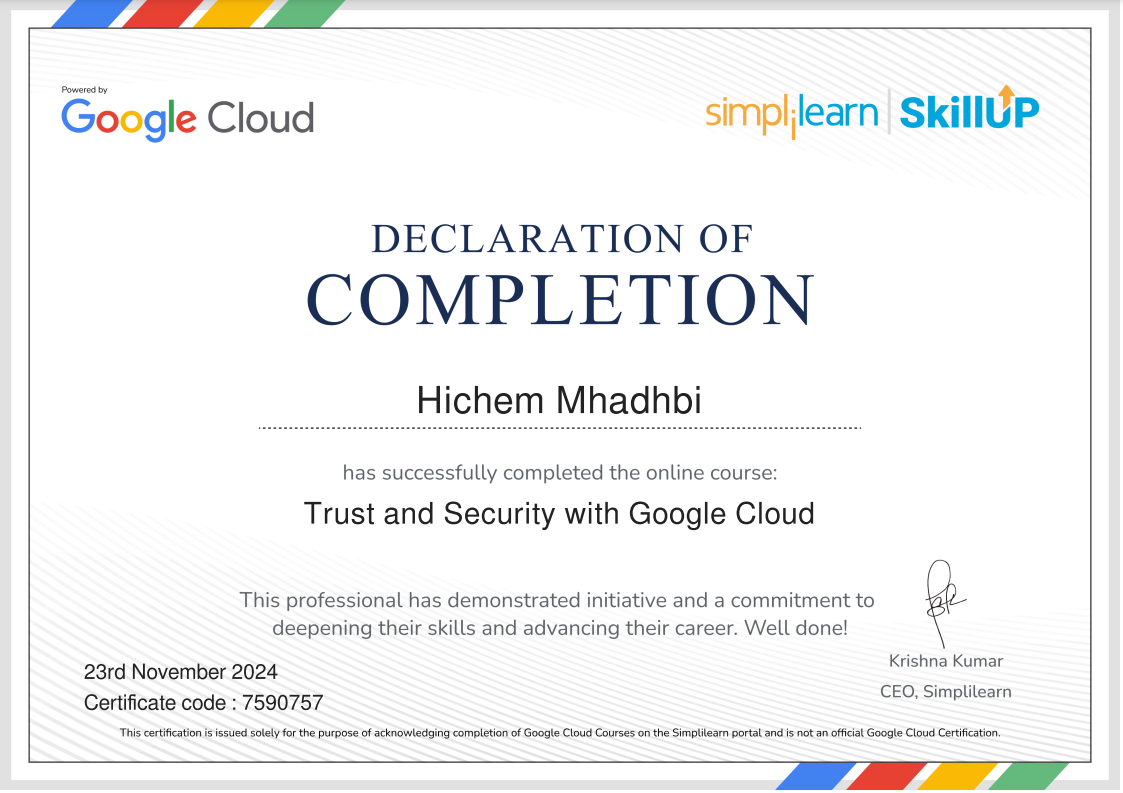 Powered by
Google Cloud
simplilearn | SkillUP
DECLARATION OF
COMPLETION
Hichem Mhadhbi
has successfully completed the online course:
Trust and Security with Google Cloud
This professional has demonstrated initiative and a commitment to
deepening their skills and advancing their career. Well done!
23rd November 2024
Certificate code : 7590757
Krishna Kumar
CEO, Simplilearn
This certification is issued solely for the purpose of acknowledging completion of Google Cloud Courses on the Simplilearn portal and is not an official Google Cloud Certification.